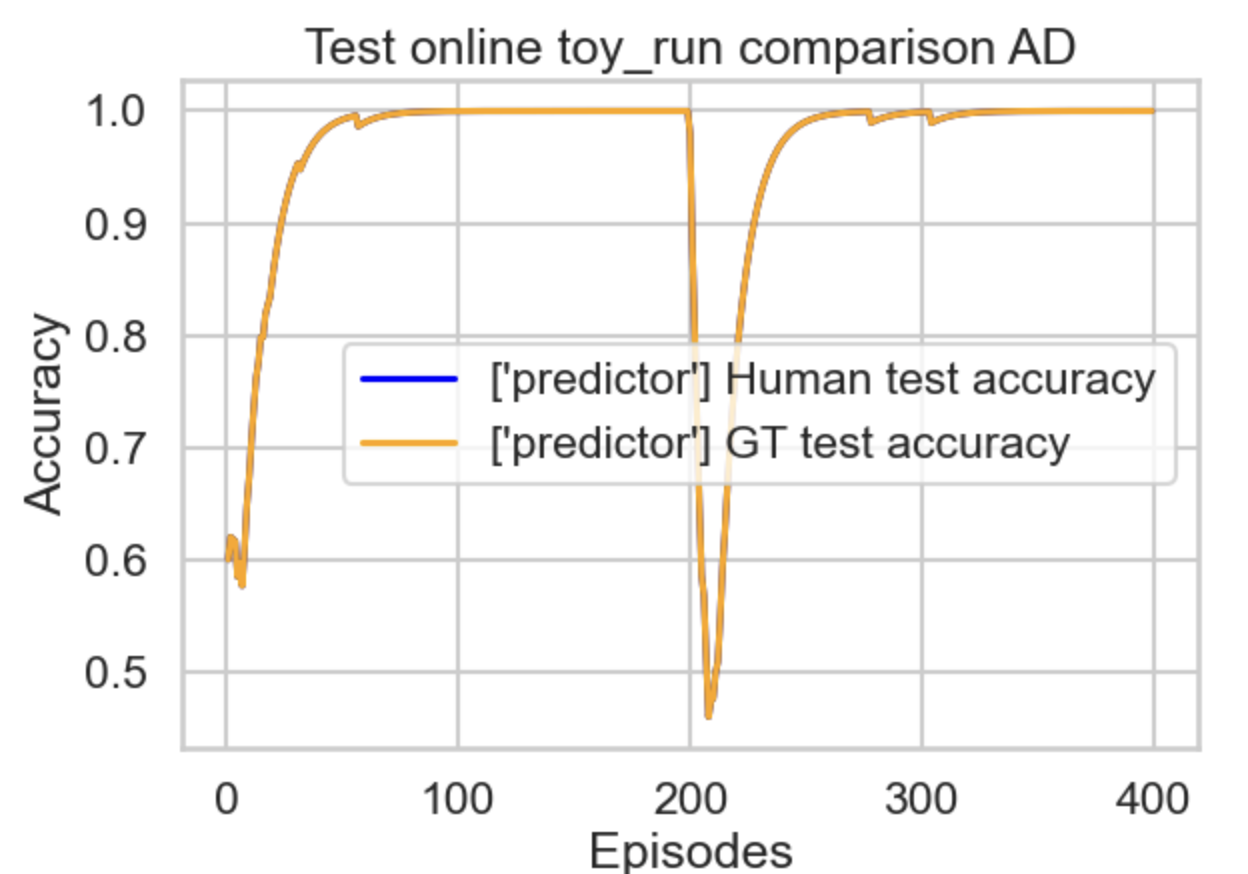 Test online toy_run comparison AD
1.0
0.9
0.8
0.7
0.6
0.5
Accuracy
['predictor'] Human test accuracy
['predictor'] GT test accuracy
0 100 200 300 400
Episodes